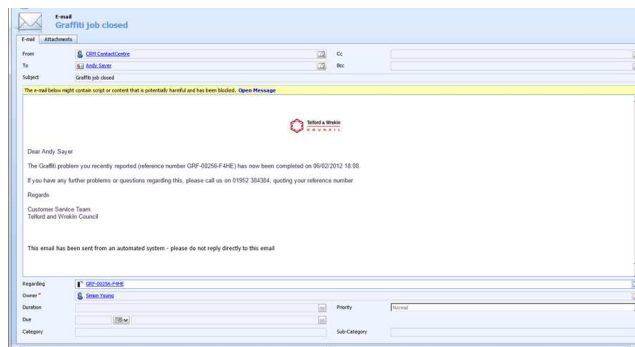 E-mail
Graffiti job closed
E-mail Attachments
From CRM ContactCentre Cc
To Andy Sayer Bcc
Subject Graffiti job closed
The e-mail below might contain script or content that is potentially harmful and has been blocked. Open Message
Telford & Wrekin
COUNCIL
Dear Andy Sayer
The Graffiti problem you recently reported (reference number GRF-00256-F4HE) has now been completed on 06/02/2012 18:08.
If you have any further problems or questions regarding this, please call us on 01952 384384, quoting your reference number
Regards
Customer Service Team
Telford and Wrekin Council
This email has been sent from an automated system - please do not reply directly to this email
Regarding GRF-00256-F4HE
Owner * Simon Young
Duration Priority Normal
Due
Category Sub-Category